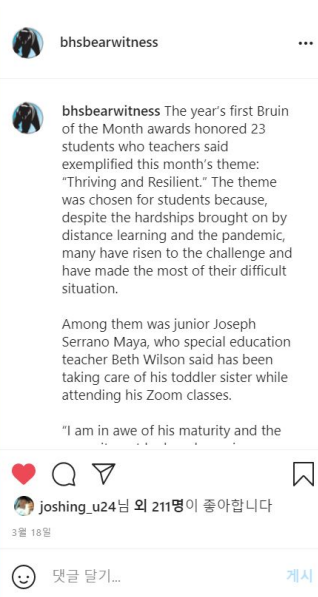 bhsbearwitness
bhsbearwitness The year's first Bruin
of the Month awards honored 23
students who teachers said
exemplified this month's theme:
“Thriving and Resilient.” The theme
was chosen for students because,
despite the hardships brought on by
distance learning and the pandemic,
many have risen to the challenge and
have made the most of their difficult
situation.
Among them was junior Joseph
Serrano Maya, who special education
teacher Beth Wilson said has been
taking care of his toddler sister while
attending his Zoom classes.
“I am in awe of his maturity and the
joshing_u24님 외 211명이 좋아합니다
3월 18일
댓글 달기...
게시